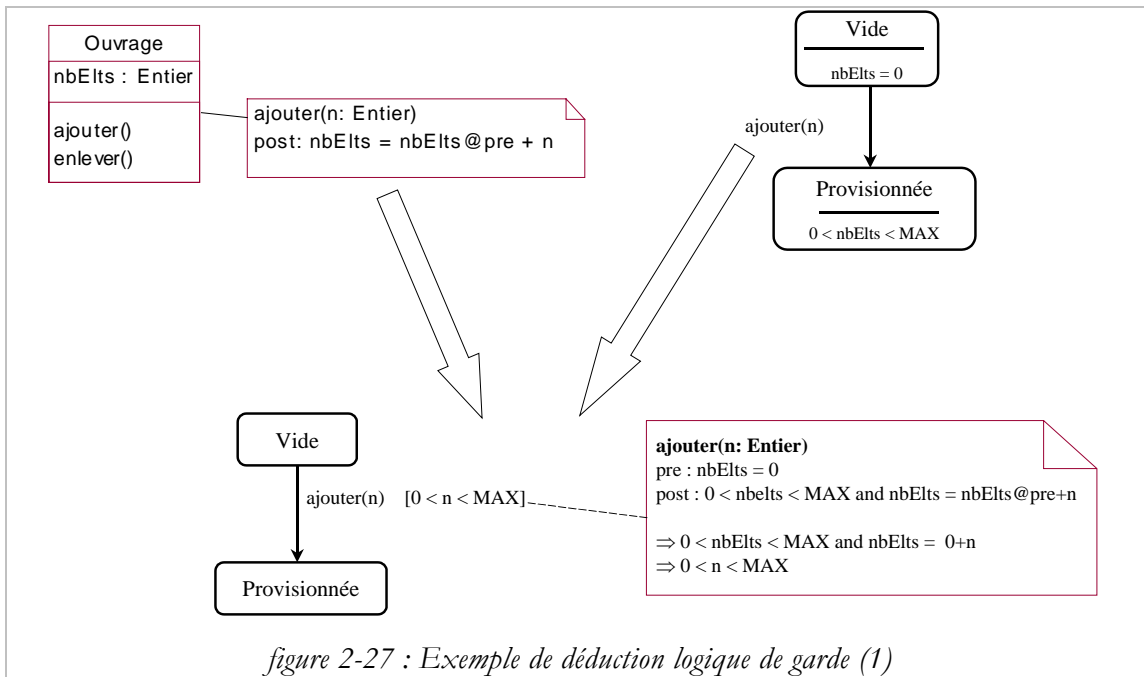 Ouvrage
nbElts : Entier
ajouter()
enlever()
ajouter(n: Entier)
post: nbElts = nbElts@pre + n
Vide
nbElts = 0
ajouter(n)
Provisionnée
0 < nbElts < MAX
Vide
ajouter(n) [0 < n < MAX]
Provisionnée
ajouter(n: Entier)
pre : nbElts = 0
post : 0 < nbelts < MAX and nbElts = nbElts@pre+n
⇒ 0 < nbElts < MAX and nbElts = 0+n
⇒ 0 < n < MAX
figure 2-27 : Exemple de déduction logique de garde (1)